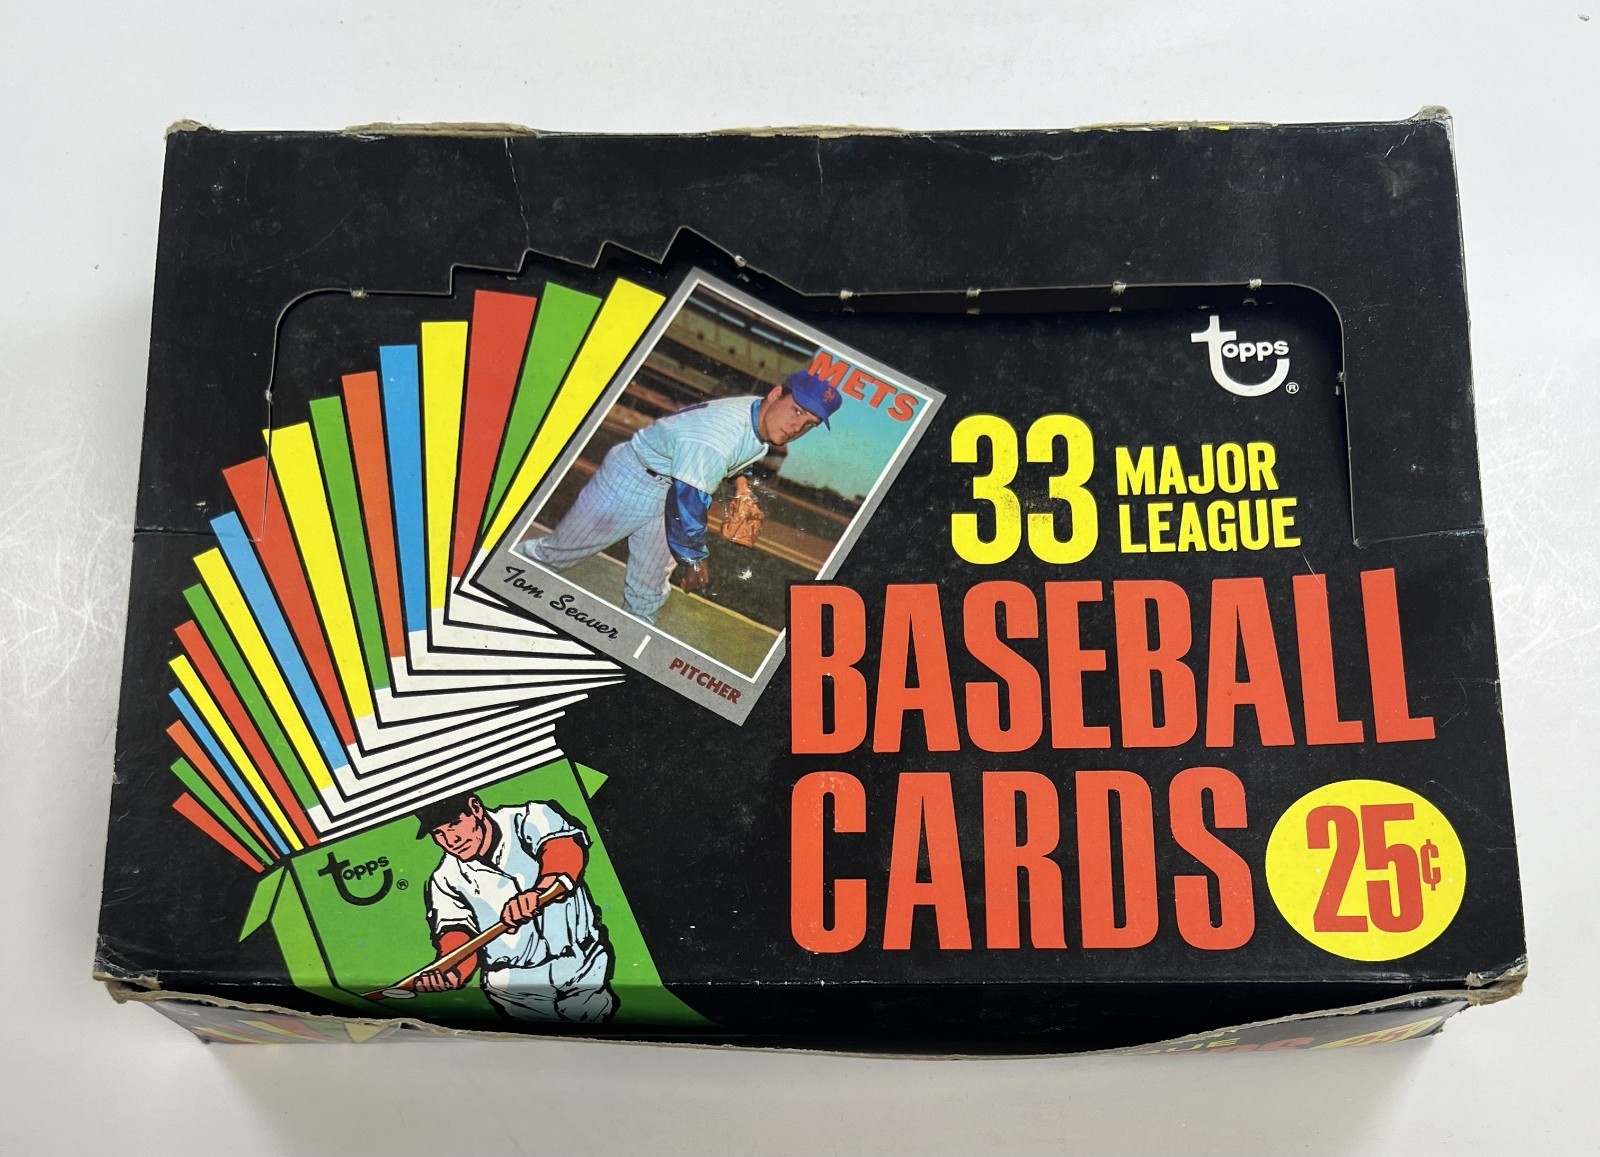 topps
®
33 MAJOR
LEAGUE
BASEBALL
CARDS
25¢
METS
Tom Seaver
PITCHER
topps
®